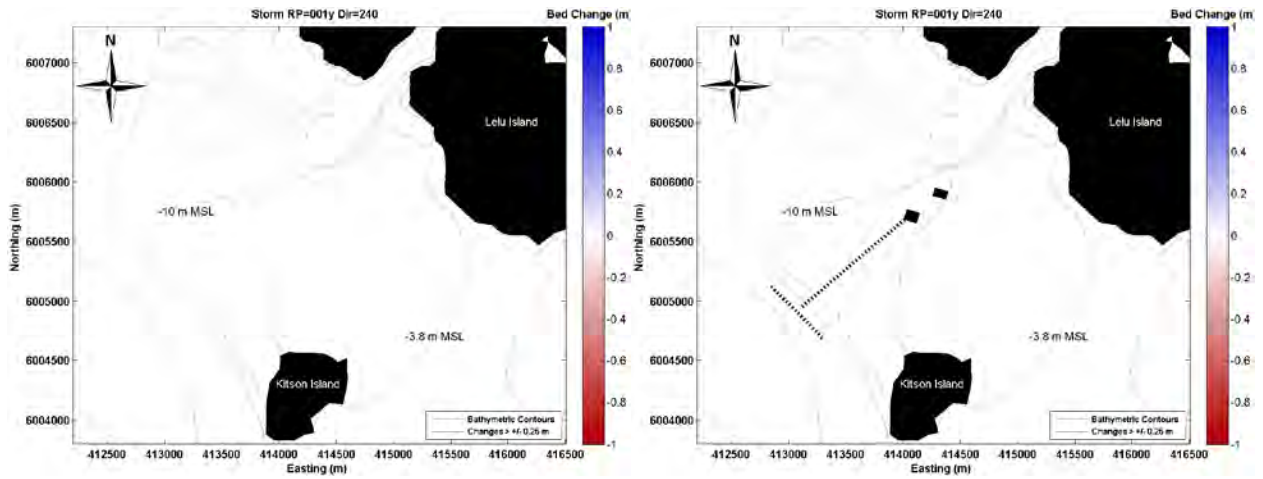 Storm RP=001y Dir=240
Bed Change (m)
N
6007000
6006500
6006000
6005500
6005000
6004500
6004000
Northing (m)
Lelu Island
-10 m MSL
-3.8 m MSL
Kitson Island
Bathymetric Contours
Changes > +/- 0.25 m
412500 413000 413500 414000 414500 415000 415500 416000 416500
Easting (m)
1
0.8
0.6
0.4
0.2
0
-0.2
-0.4
-0.6
-0.8
-1
Storm RP=001y Dir=240
Bed Change (m)
N
6007000
6006500
6006000
6005500
6005000
6004500
6004000
Northing (m)
Lelu Island
-10 m MSL
-3.8 m MSL
Kitson Island
Bathymetric Contours
Changes > +/- 0.25 m
412500 413000 413500 414000 414500 415000 415500 416000 416500
Easting (m)
1
0.8
0.6
0.4
0.2
0
-0.2
-0.4
-0.6
-0.8
-1